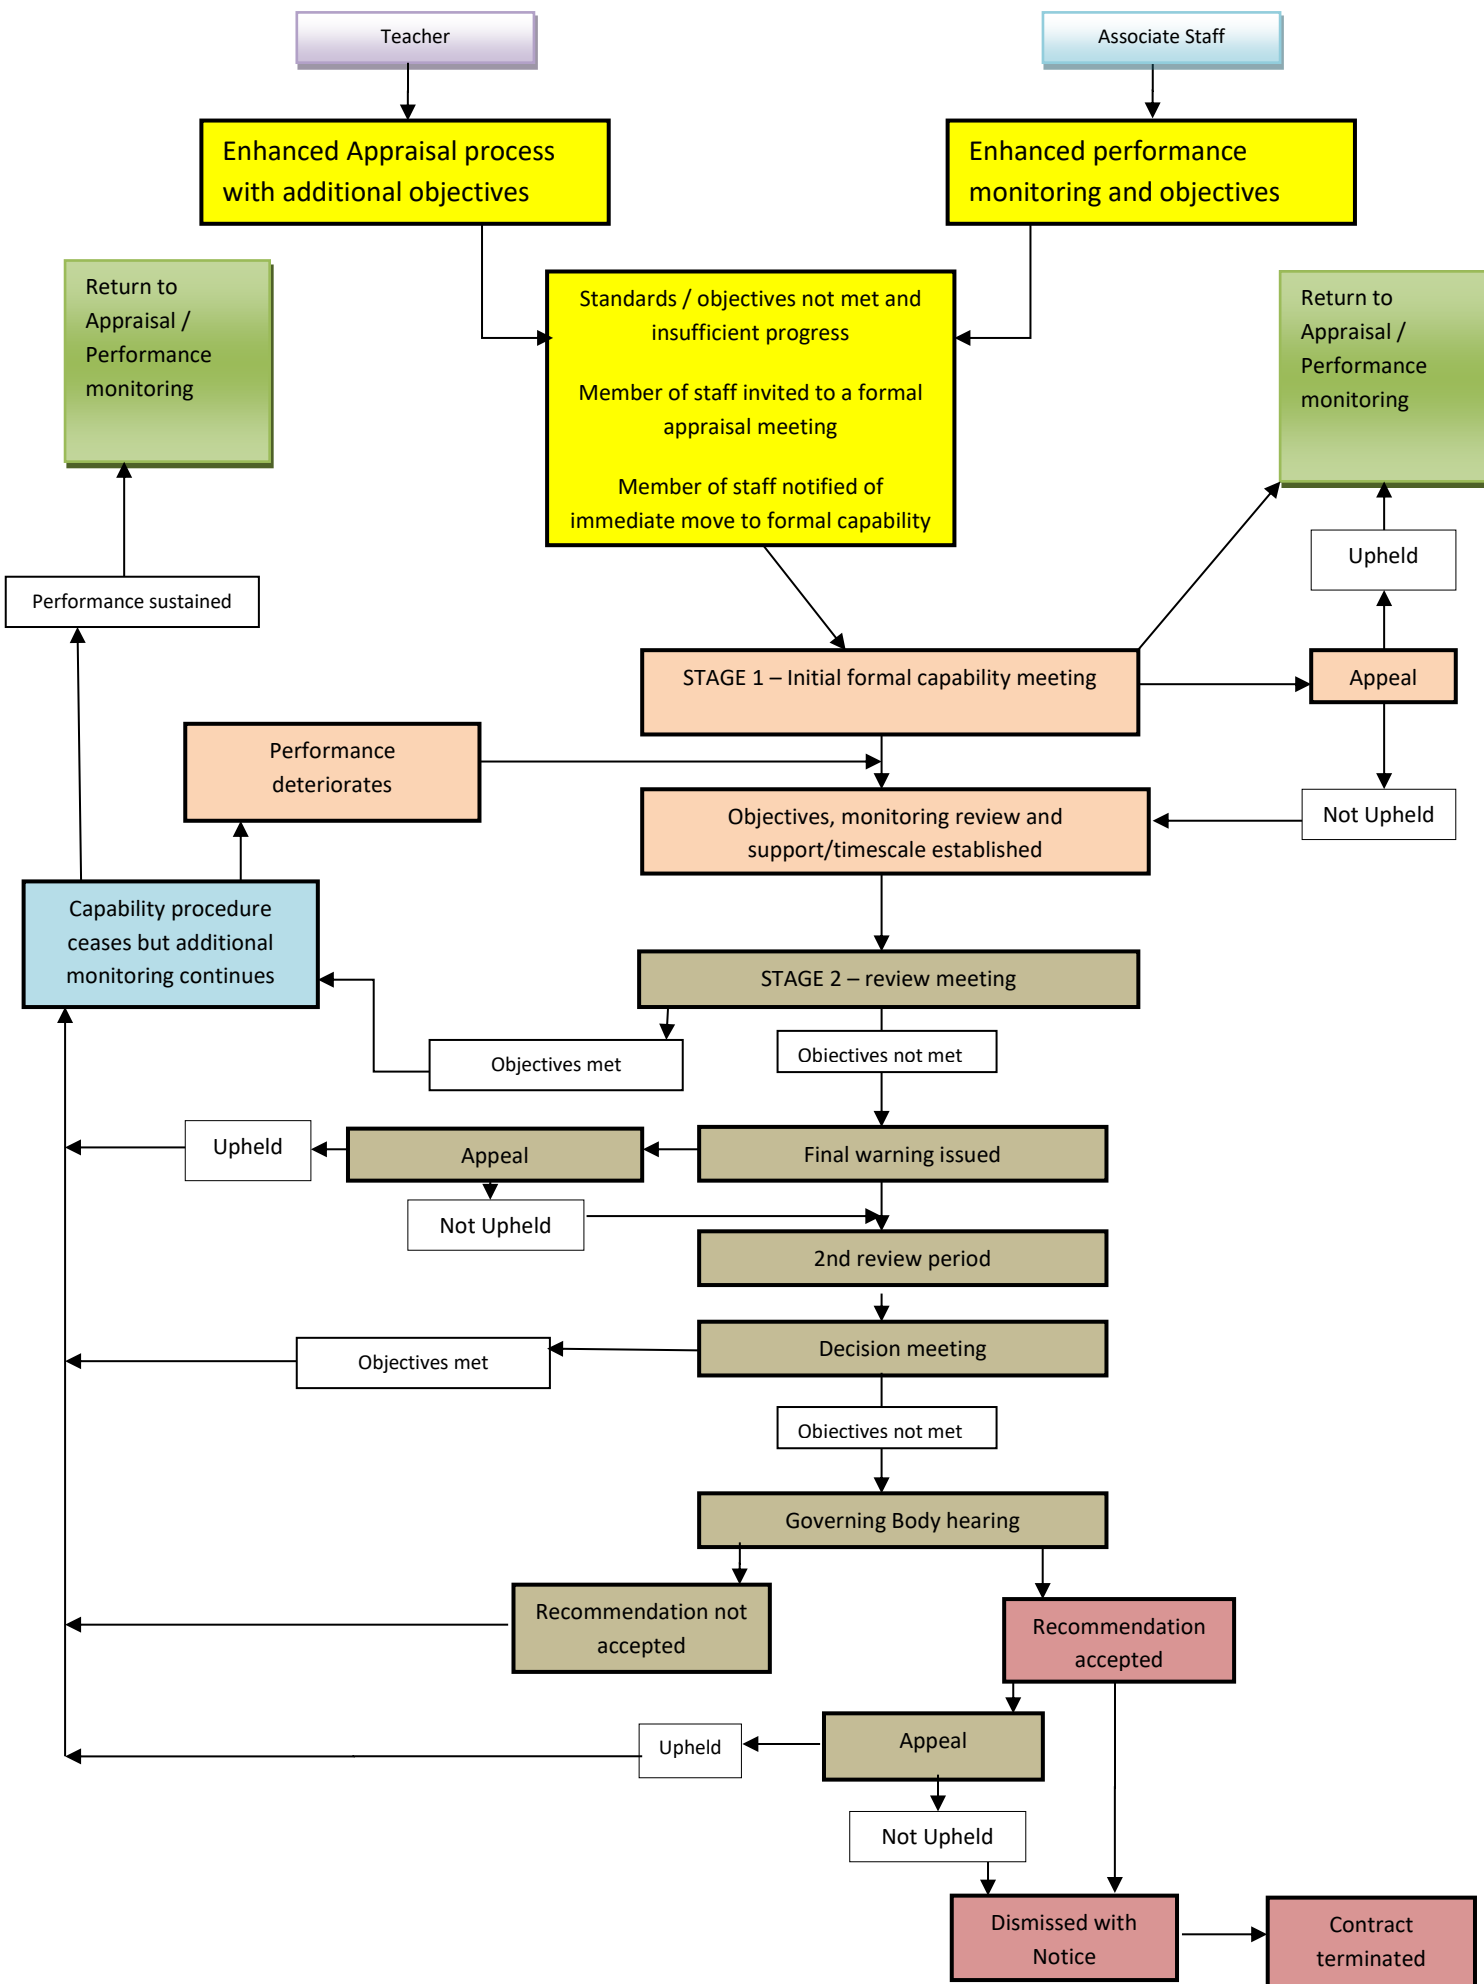 Teacher
Associate Staff
Enhanced Appraisal process
with additional objectives
Enhanced performance
monitoring and objectives
Return to
Appraisal /
Performance
monitoring
Standards / objectives not met and
insufficient progress
Member of staff invited to a formal
appraisal meeting
Member of staff notified of
immediate move to formal capability
Return to
Appraisal /
Performance
monitoring
Upheld
Performance sustained
STAGE 1 – Initial formal capability meeting
Appeal
Performance
deteriorates
Objectives, monitoring review and
support/timescale established
Not Upheld
Capability procedure
ceases but additional
monitoring continues
STAGE 2 – review meeting
Objectives met
Objectives not met
Upheld
Appeal
Final warning issued
Not Upheld
2nd review period
Decision meeting
Objectives met
Objectives not met
Governing Body hearing
Recommendation not
accepted
Recommendation
accepted
Upheld
Appeal
Not Upheld
Dismissed with
Notice
Contract
terminated